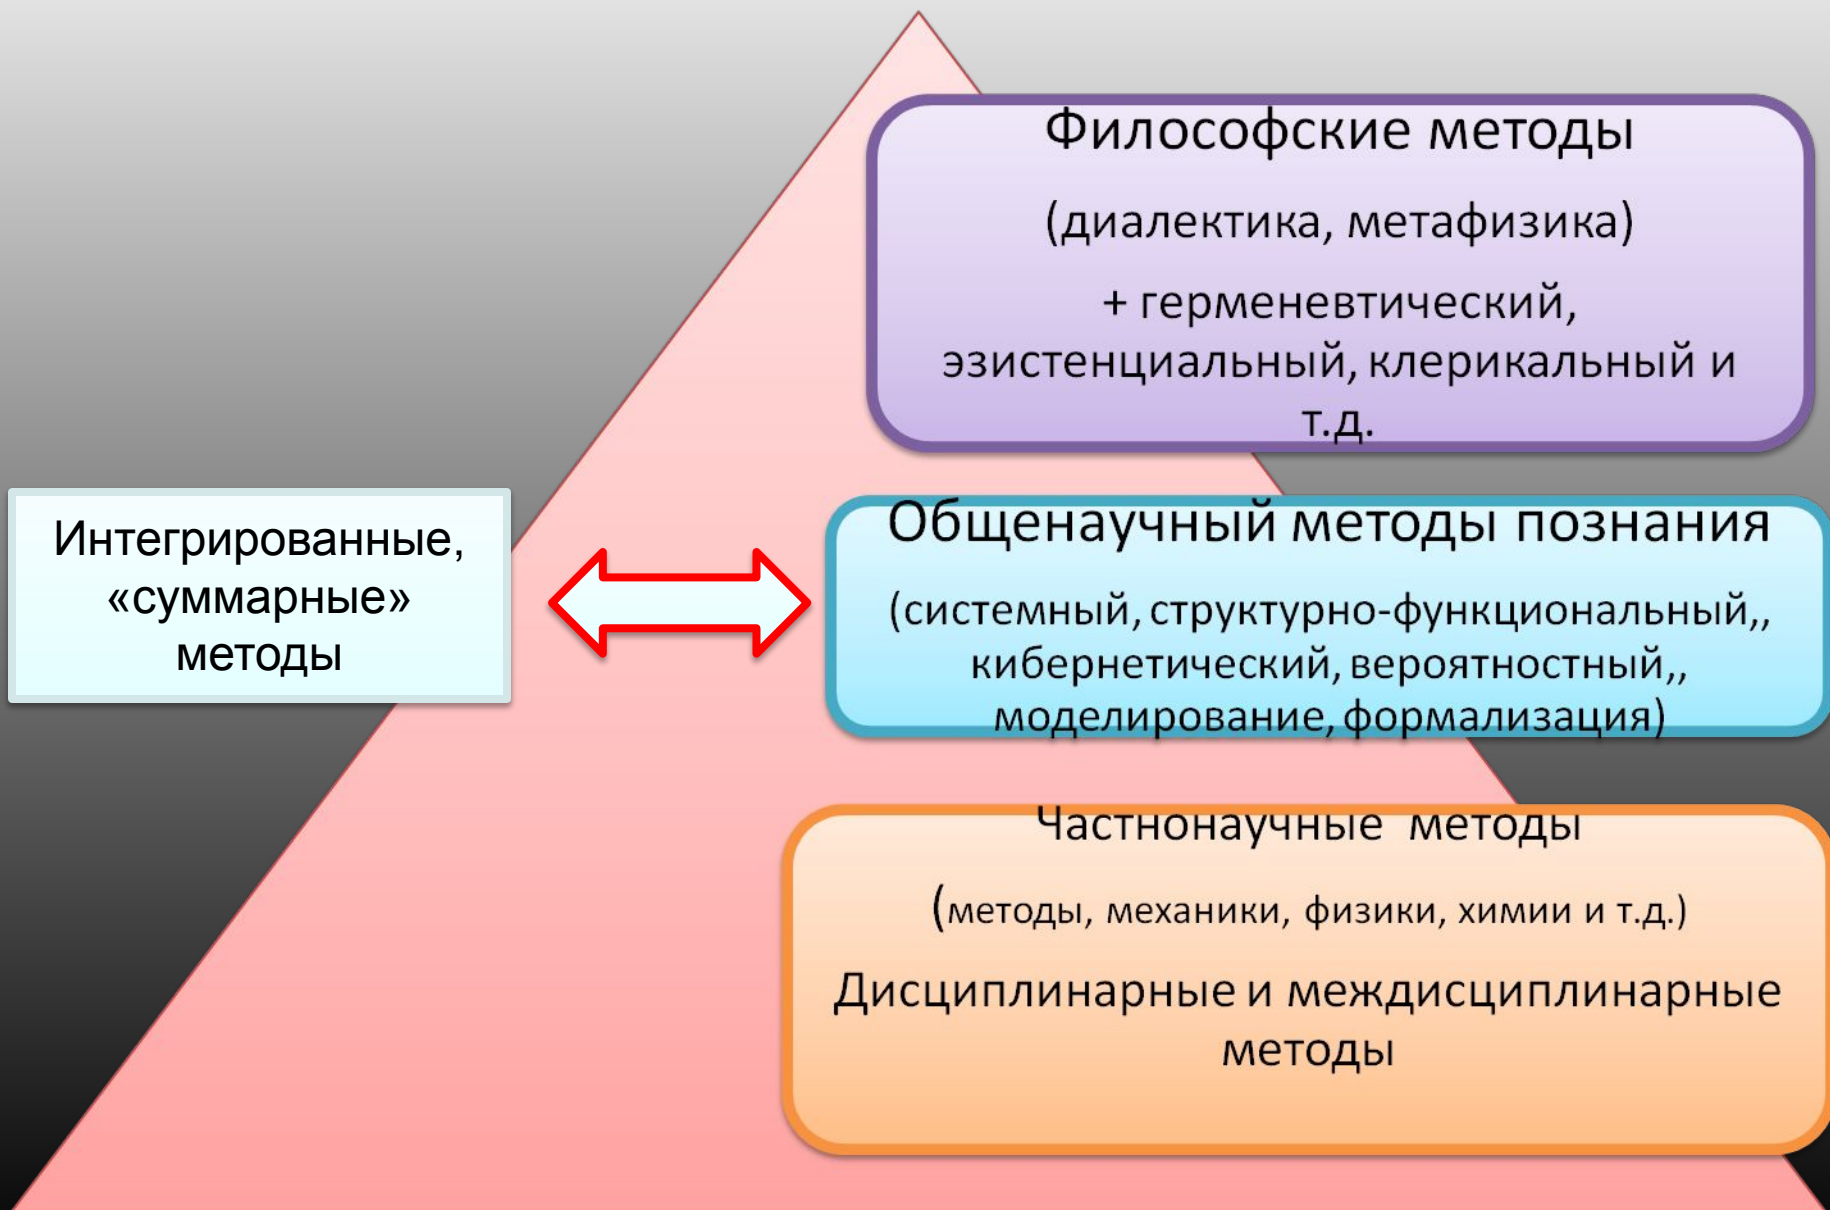 Философские методы
(диалектика, метафизика)
+ герменевтический,
эзистенциальный, клерикальный и
т.д.
Интегрированные,
«суммарные»
методы
Общенаучный методы познания
(системный, структурно-функциональный,,
кибернетический, вероятностный,,
моделирование, формализация)
Частнонаучные методы
(методы, механики, физики, химии и т.д.)
Дисциплинарные и междисциплинарные
методы